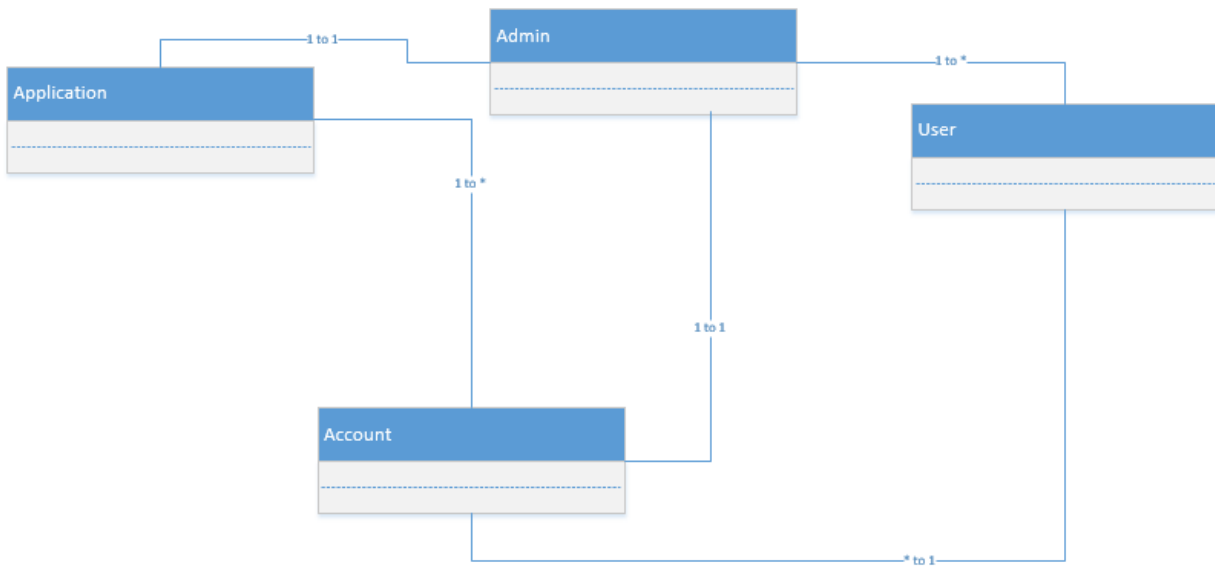 Admin
1 to 1
1 to *
Application
User
1 to *
1 to 1
Account
* to 1